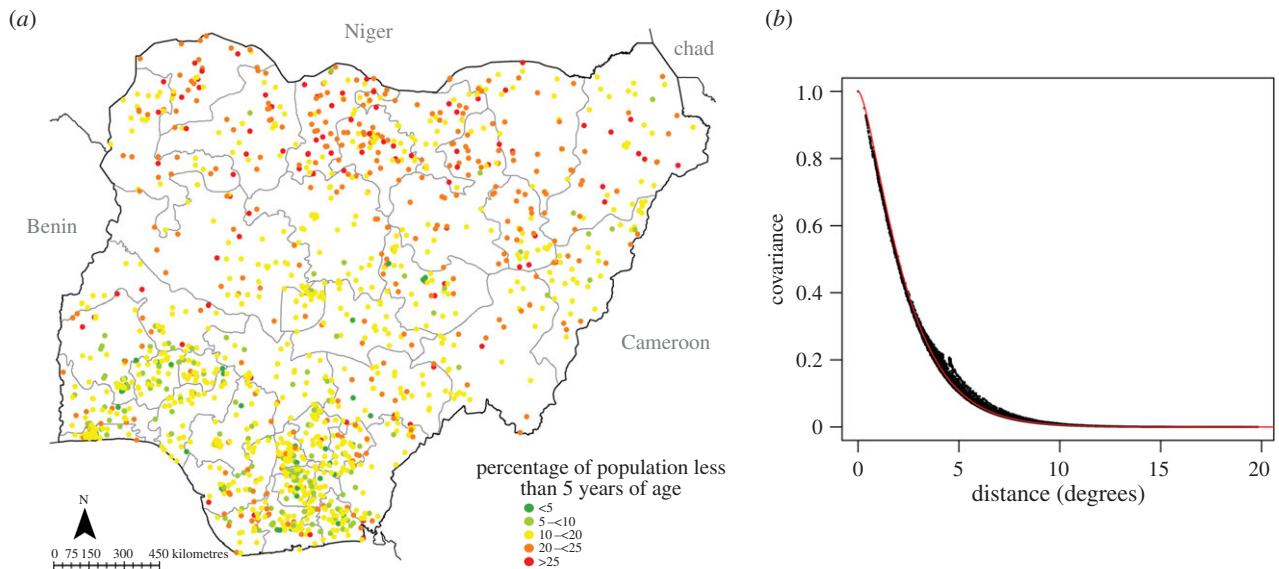 (a)
Niger
chad
Benin
Cameroon
percentage of population less
than 5 years of age
<5
5–<10
10–<20
20–<25
>25
N
0 75 150 300 450 kilometres
(b)
1.0
0.8
0.6
0.4
0.2
0
covariance
0 5 10 15 20
distance (degrees)